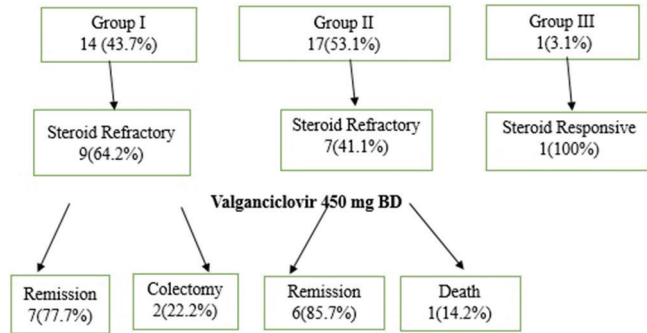 Group I
14 (43.7%)
Group II
17(53.1%)
Group III
1(3.1%)
Steroid Refractory
9(64.2%)
Steroid Refractory
7(41.1%)
Steroid Responsive
1(100%)
Valganciclovir 450 mg BD
Remission
7(77.7%)
Colectomy
2(22.2%)
Remission
6(85.7%)
Death
1(14.2%)